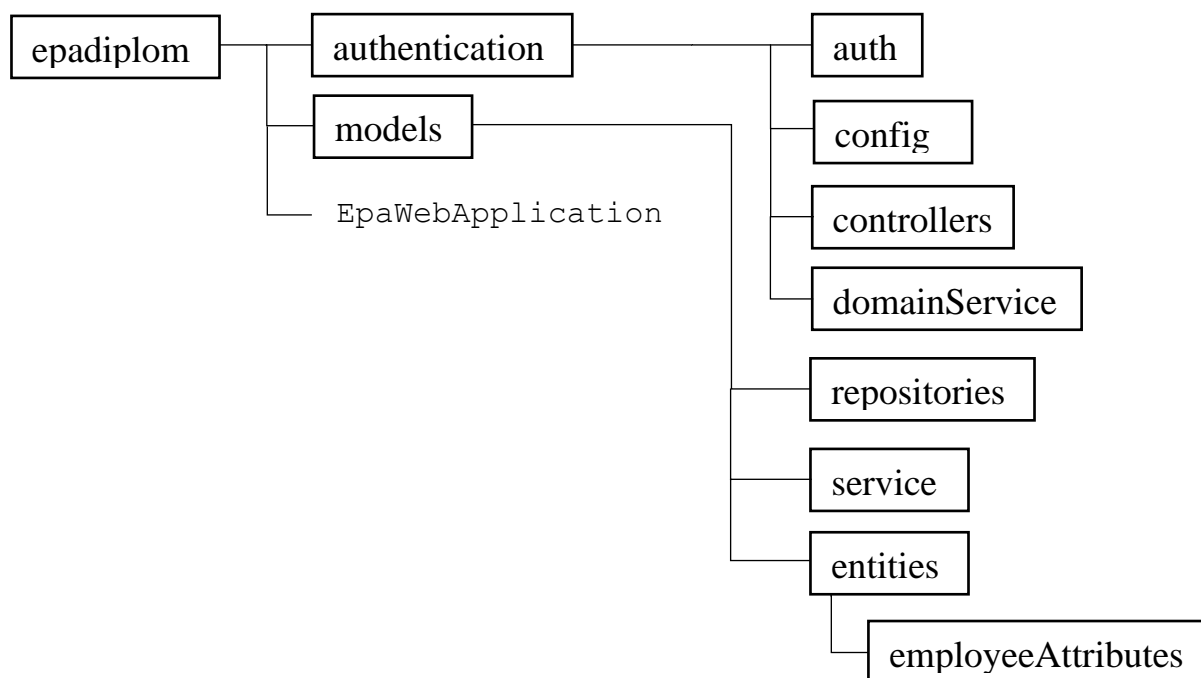 epadiplom
authentication
auth
models
config
EpaWebApplication
controllers
domainService
repositories
service
entities
employeeAttributes